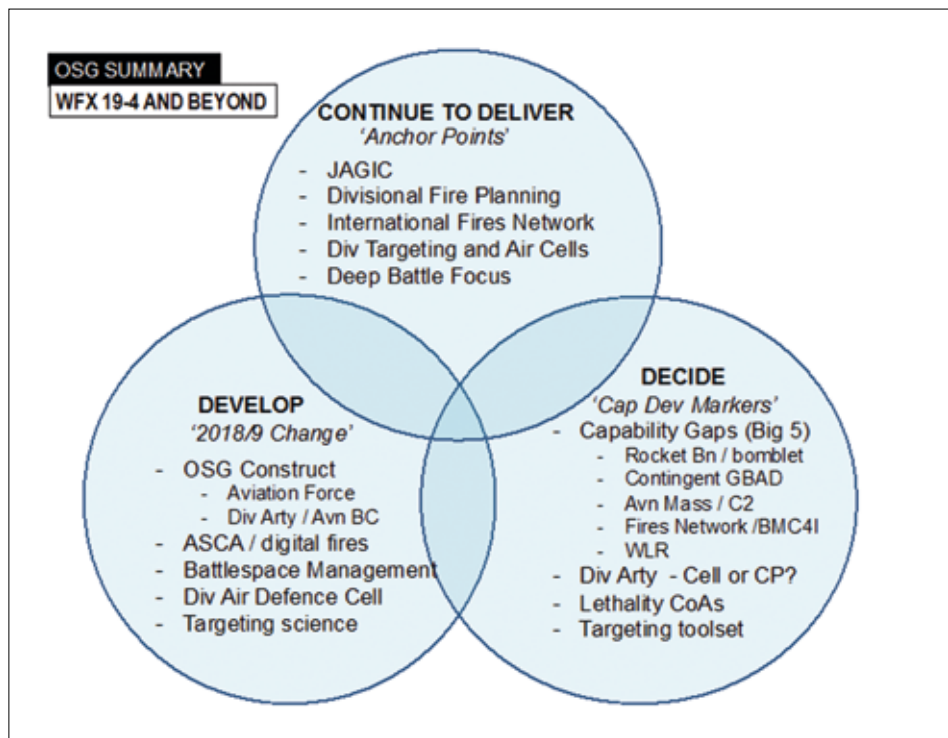 OSG SUMMARY
WFX 19-4 AND BEYOND
CONTINUE TO DELIVER
'Anchor Points'
- JAGIC
- Divisional Fire Planning
- International Fires Network
- Div Targeting and Air Cells
- Deep Battle Focus
DEVELOP
'2018/9 Change'
- OSG Construct
- Aviation Force
- Div Arty / Avn BC
- ASCA / digital fires
- Battlespace Management
- Div Air Defence Cell
- Targeting science
DECIDE
'Cap Dev Markers'
- Capability Gaps (Big 5)
- Rocket Bn / bomblet
- Contingent GBAD
- Avn Mass / C2
- Fires Network /BMC4I
- WLR
- Div Arty - Cell or CP?
- Lethality CoAs
- Targeting toolset